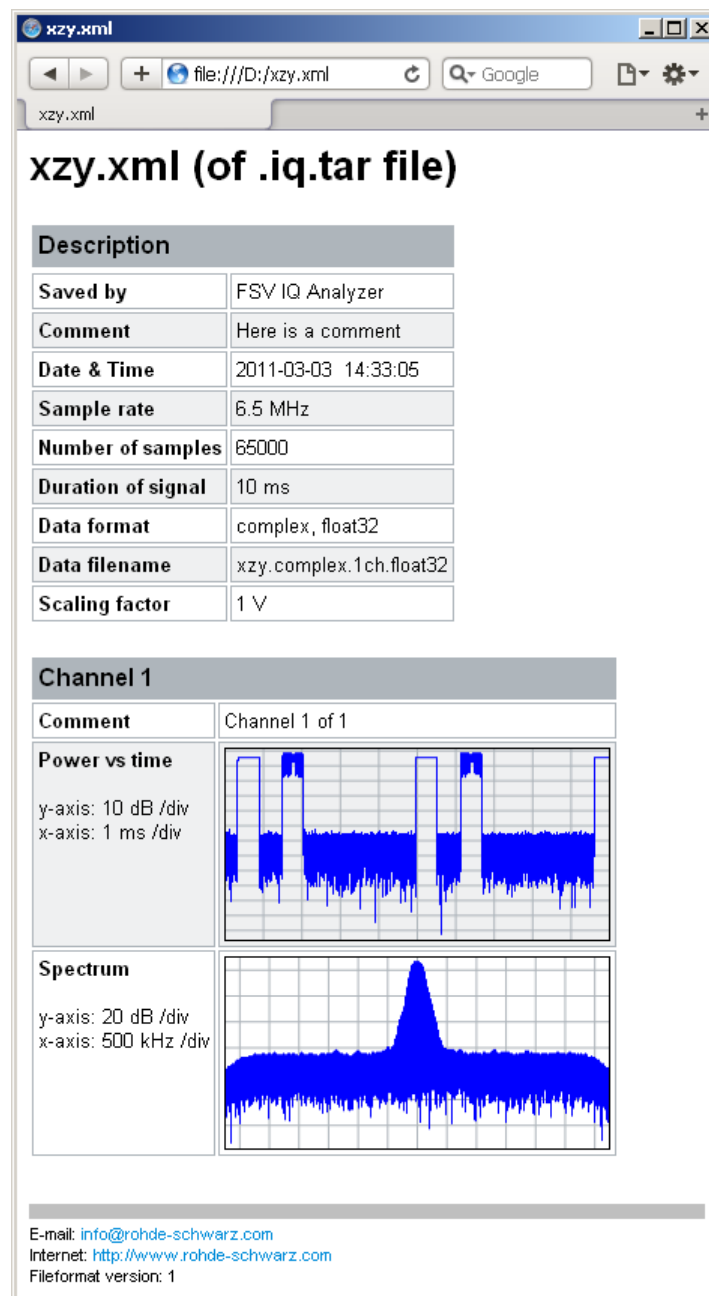 xzy.xml
file:///D:/xzy.xml
Google
xzy.xml
xzy.xml (of .iq.tar file)
Description
Saved by FSV IQ Analyzer
Comment Here is a comment
Date & Time 2011-03-03 14:33:05
Sample rate 6.5 MHz
Number of samples 65000
Duration of signal 10 ms
Data format complex, float32
Data filename xzy.complex.1ch.float32
Scaling factor 1 V
Channel 1
Comment Channel 1 of 1
Power vs time
y-axis: 10 dB /div
x-axis: 1 ms /div
Spectrum
y-axis: 20 dB /div
x-axis: 500 kHz /div
E-mail: info@rohde-schwarz.com
Internet: http://www.rohde-schwarz.com
Fileformat version: 1